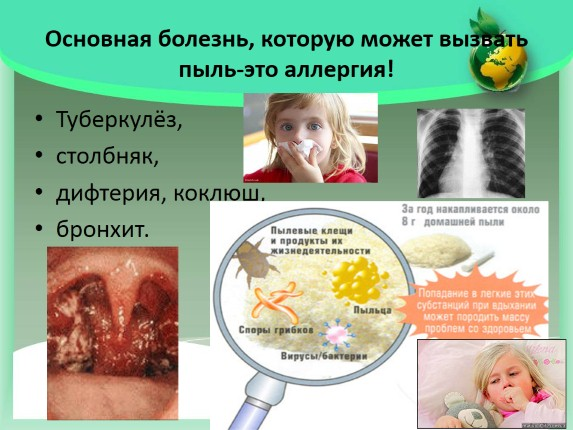 Основная болезнь, которую может вызвать
пыль-это аллергия!
• Туберкулёз,
• столбняк,
• дифтерия, коклюш,
• бронхит.
За год накапливается около
8 г домашней пыли
Пылевые клещи
и продукты их
жизнедеятельности
Пыльца
Споры грибков
Вирусы/бактерии
Попадание в легкие этих
субстанций при вдыхании
может породить массу
проблем со здоровьем